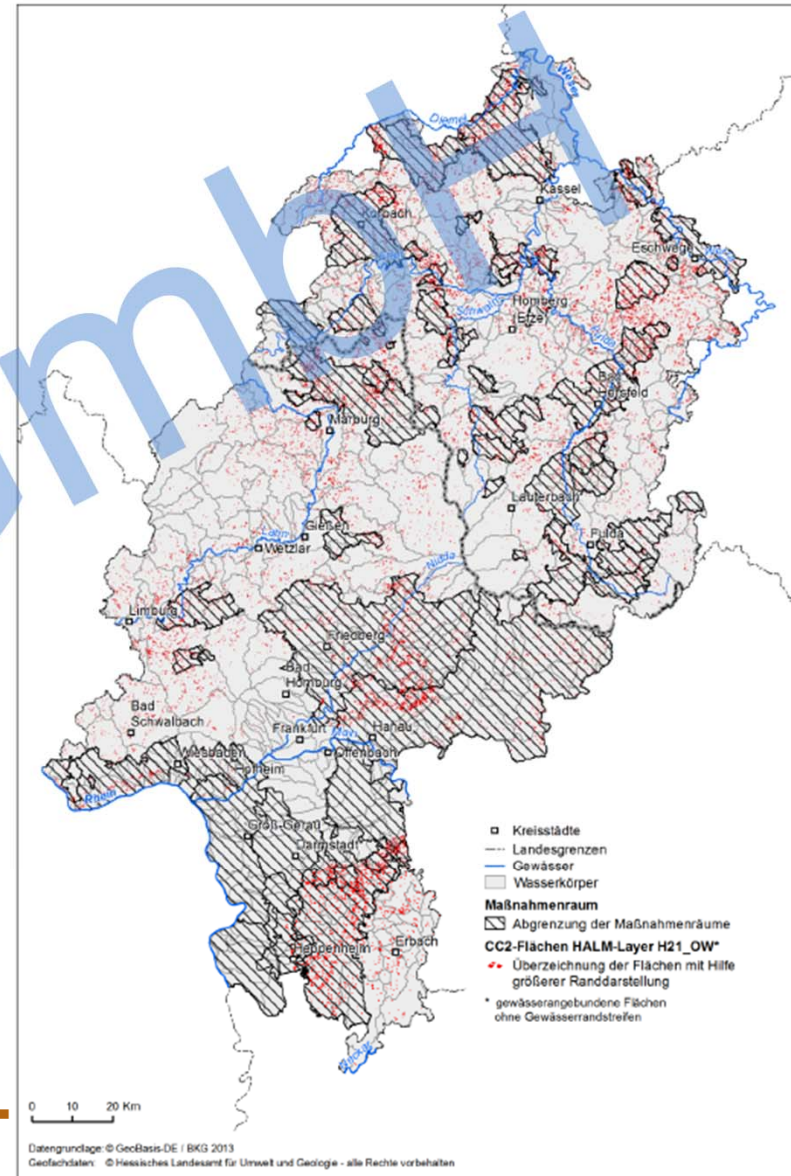 mbH
Weser
Diemel
Kassel
Korbach
Eschwege
Schwalm
Homberg
(Efze)
Fulda
Bad
Hersfeld
Marburg
Lauterbach
Gießen
Lahn
Wetzlar
Fulda
Nidda
Limburg
Friedberg
Bad
Homburg
Bad
Schwalbach
Frankfurt
Main
Hanau
Offenbach
Wiesbaden
Hofheim
Rhein
Groß-Gerau
Darmstadt
Heppenheim
Erbach
Neckar
Kreisstädte
Landesgrenzen
Gewässer
Wasserkörper
Maßnahmenraum
Abgrenzung der Maßnahmenräume
CC2-Flächen HALM-Layer H21_OW*
Überzeichnung der Flächen mit Hilfe
größerer Randdarstellung
* gewässerangebundene Flächen
ohne Gewässerrandstreifen
0 10 20 Km
Datengrundlage: © GeoBasis-DE / BKG 2013
Geofachdaten: © Hessisches Landesamt für Umwelt und Geologie - alle Rechte vorbehalten